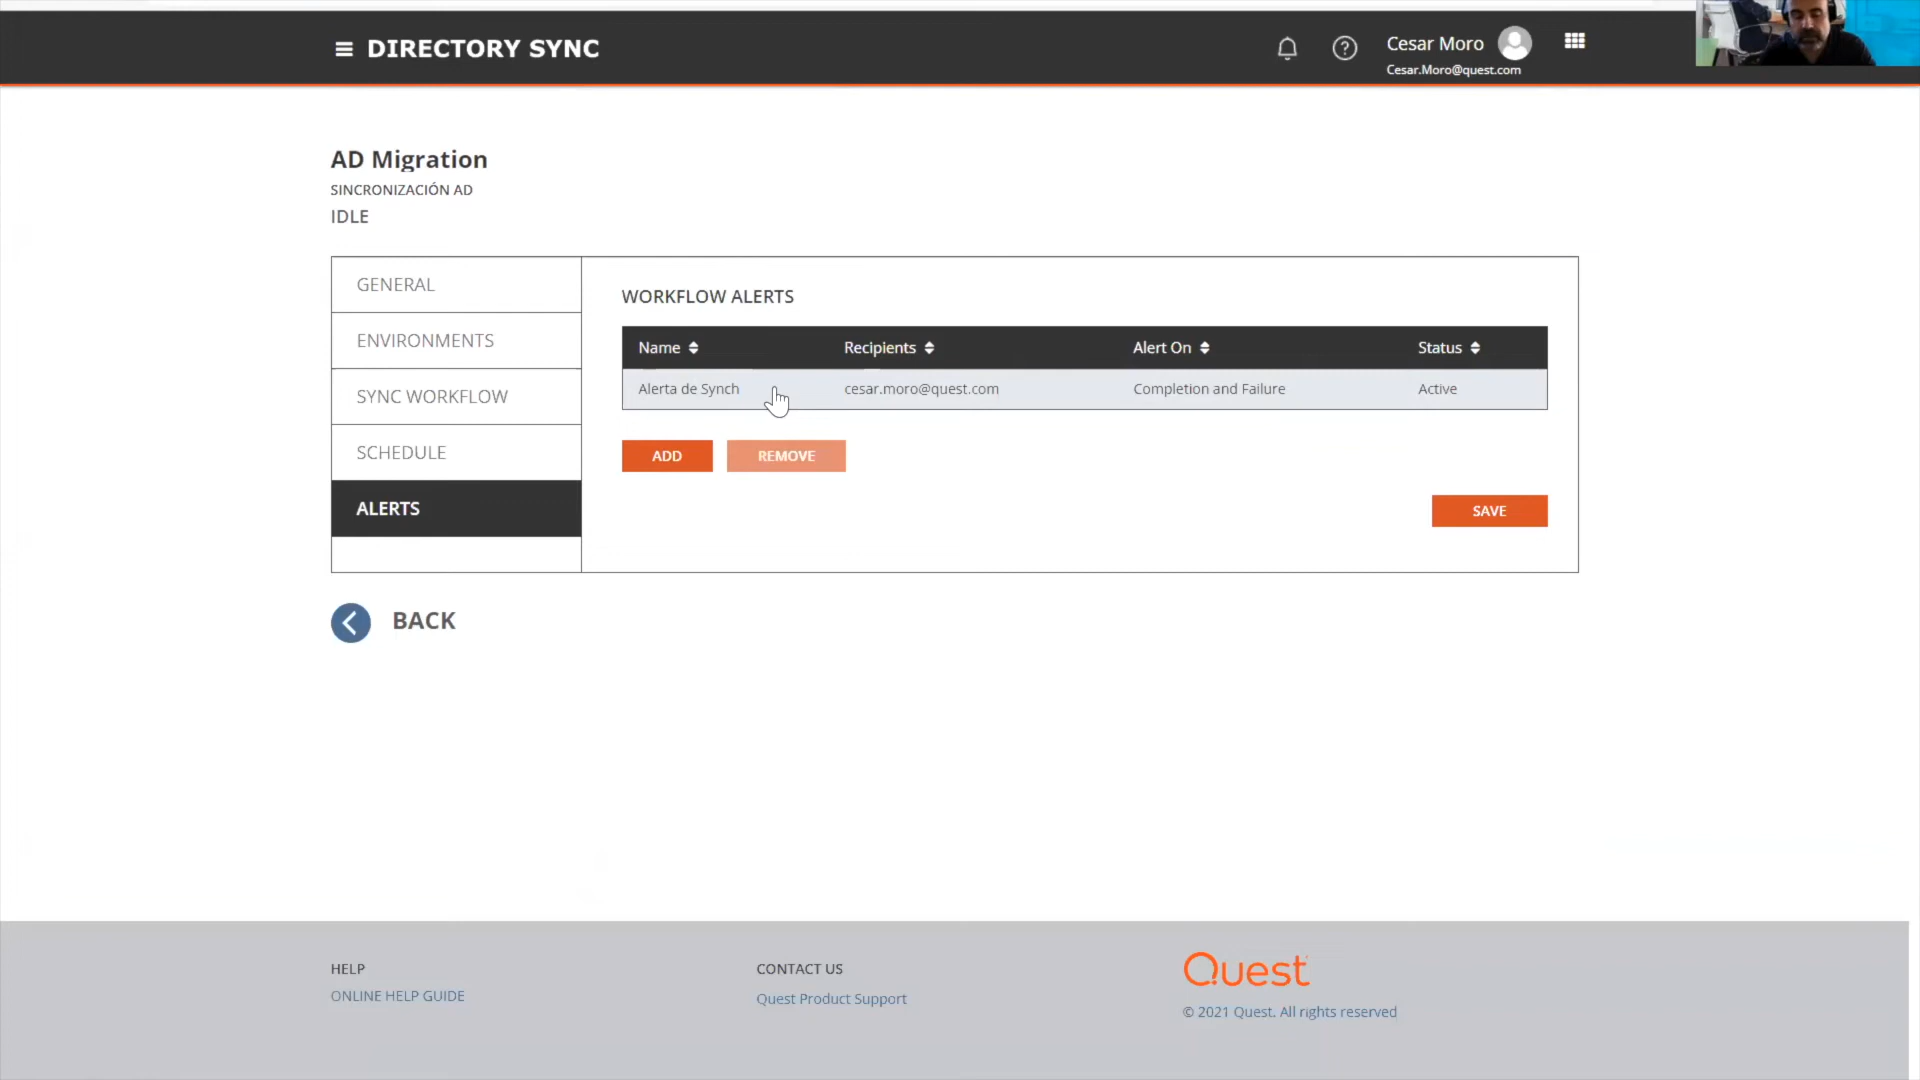 DIRECTORY SYNC
Cesar Moro
Cesar.Moro@quest.com
AD Migration
SINCRONIZACIÓN AD
IDLE
GENERAL
ENVIRONMENTS
SYNC WORKFLOW
SCHEDULE
ALERTS
WORKFLOW ALERTS
Name Recipients Alert On Status
Alerta de Synch cesar.moro@quest.com Completion and Failure Active
ADD REMOVE
SAVE
BACK
HELP
ONLINE HELP GUIDE
CONTACT US
Quest Product Support
Quest
© 2021 Quest. All rights reserved